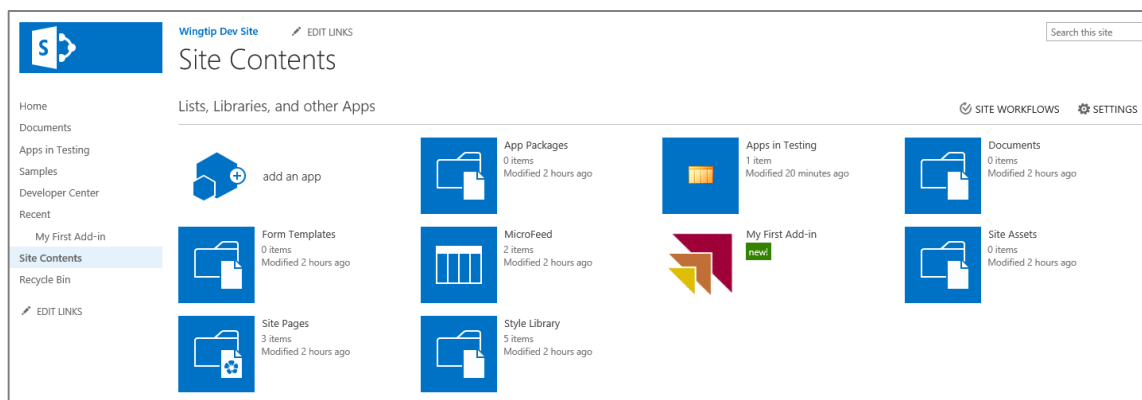 S
Wingtip Dev Site EDIT LINKS
Search this site
Site Contents
Home
Documents
Apps in Testing
Samples
Developer Center
Recent
My First Add-in
Site Contents
Recycle Bin
EDIT LINKS
Lists, Libraries, and other Apps
SITE WORKFLOWS SETTINGS
add an app
App Packages
0 items
Modified 2 hours ago
Apps in Testing
1 item
Modified 20 minutes ago
Documents
0 items
Modified 2 hours ago
Form Templates
0 items
Modified 2 hours ago
MicroFeed
2 items
Modified 2 hours ago
My First Add-in
new!
Site Assets
0 items
Modified 2 hours ago
Site Pages
3 items
Modified 2 hours ago
Style Library
5 items
Modified 2 hours ago